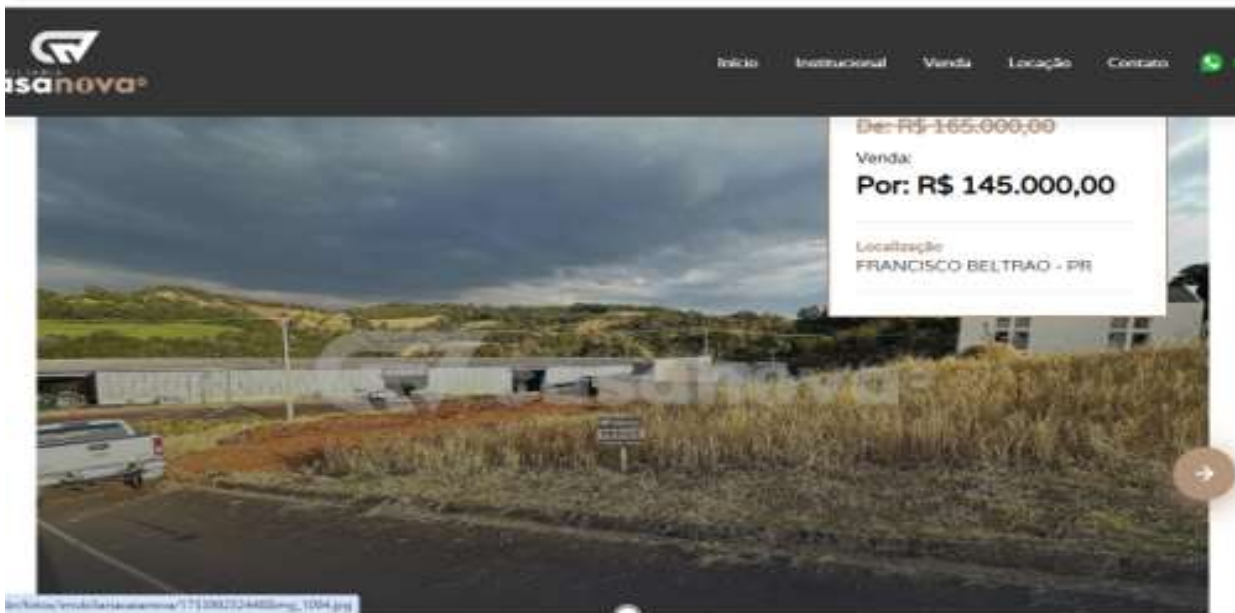 asanova®
Início Institucional Venda Locação Contato
De: R$ 165.000,00
Venda:
Por: R$ 145.000,00
Localização
FRANCISCO BELTRAO - PR
casanova®